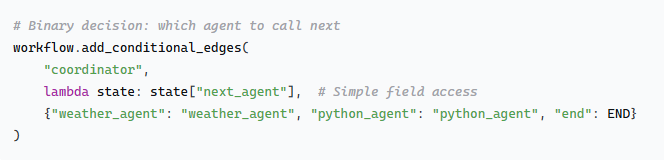 # Binary decision: which agent to call next
workflow.add_conditional_edges(
    "coordinator",
    lambda state: state["next_agent"],  # Simple field access
    {"weather_agent": "weather_agent", "python_agent": "python_agent", "end": END}
)